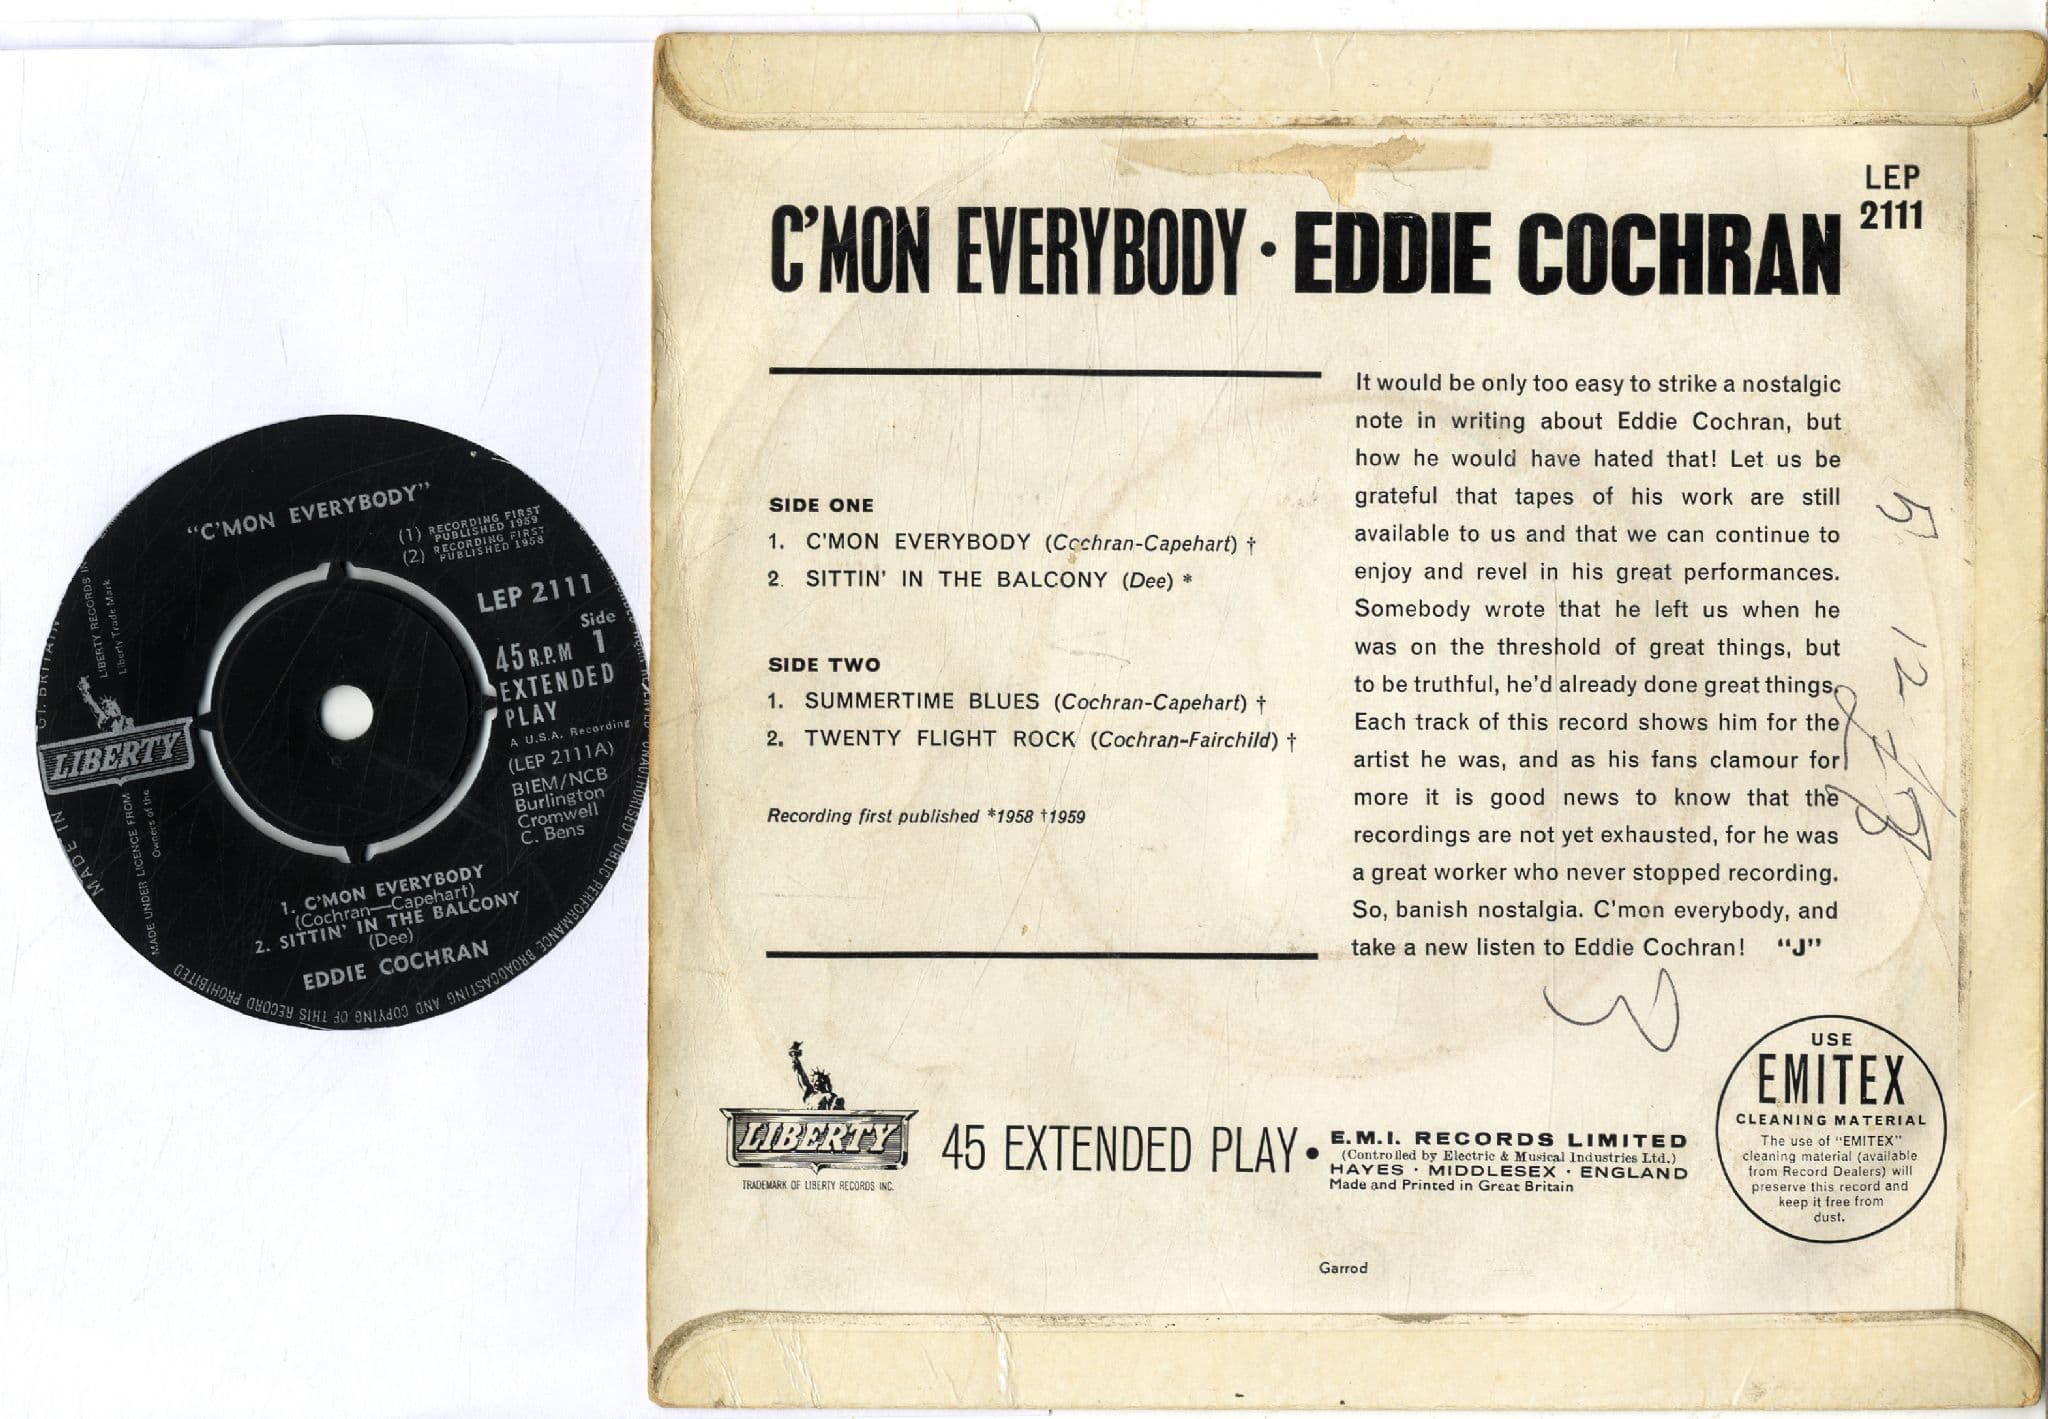 "C'MON EVERYBODY"
(1) RECORDING FIRST
PUBLISHED 1959
(2) RECORDING FIRST
PUBLISHED 1958
LEP 2111
Side
1
45 R.P.M
EXTENDED
PLAY
A U.S.A. Recording
(LEP 2111A)
BIEM/NCB
Burlington
Cromwell
C. Bens
LIBERTY
LIBERTY RECORDS IN
Liberty Trade Mark
MADE UNDER LICENCE FROM
Owners of the
MADE IN GT. BRITAIN
1. C'MON EVERYBODY
(Cochran—Capehart)
2. SITTIN' IN THE BALCONY
(Dee)
EDDIE COCHRAN
UNAUTHORISED PUBLIC PERFORMANCE BROADCASTING AND COPYING OF THIS RECORD PROHIBITED
LEP
2111
C'MON EVERYBODY • EDDIE COCHRAN
SIDE ONE
1. C'MON EVERYBODY (Cochran-Capehart) †
2. SITTIN' IN THE BALCONY (Dee) *
SIDE TWO
1. SUMMERTIME BLUES (Cochran-Capehart) †
2. TWENTY FLIGHT ROCK (Cochran-Fairchild) †
Recording first published *1958 †1959
It would be only too easy to strike a nostalgic
note in writing about Eddie Cochran, but
how he would have hated that! Let us be
grateful that tapes of his work are still
available to us and that we can continue to
enjoy and revel in his great performances.
Somebody wrote that he left us when he
was on the threshold of great things, but
to be truthful, he'd already done great things.
Each track of this record shows him for the
artist he was, and as his fans clamour for
more it is good news to know that the
recordings are not yet exhausted, for he was
a great worker who never stopped recording.
So, banish nostalgia. C'mon everybody, and
take a new listen to Eddie Cochran! "J"
LIBERTY
TRADEMARK OF LIBERTY RECORDS INC.
45 EXTENDED PLAY •
E.M.I. RECORDS LIMITED
(Controlled by Electric & Musical Industries Ltd.)
HAYES · MIDDLESEX · ENGLAND
Made and Printed in Great Britain
USE
EMITEX
CLEANING MATERIAL
The use of "EMITEX"
cleaning material (available
from Record Dealers) will
preserve this record and
keep it free from
dust.
Garrod